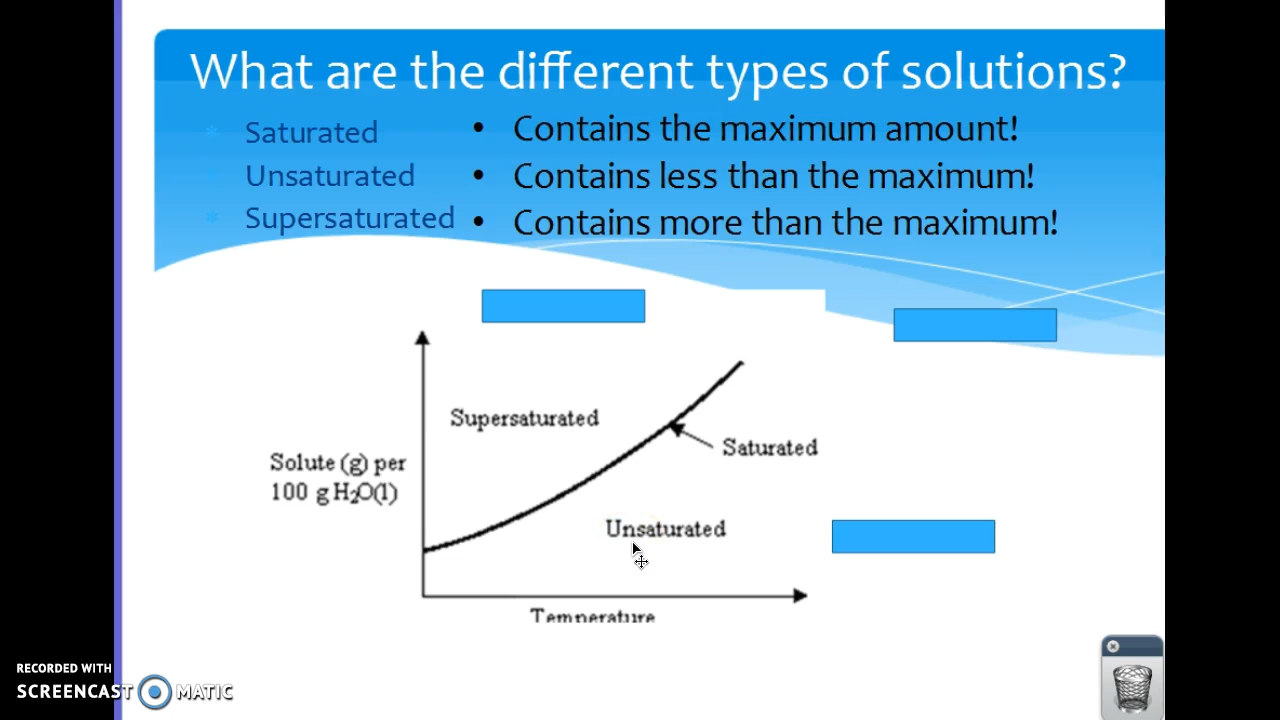 What are the different types of solutions?
Saturated
Unsaturated
Supersaturated
• Contains the maximum amount!
• Contains less than the maximum!
• Contains more than the maximum!
Supersaturated
Saturated
Solute (g) per
100 g H₂O(l)
Unsaturated
Temperature
RECORDED WITH
SCREENCAST MATIC